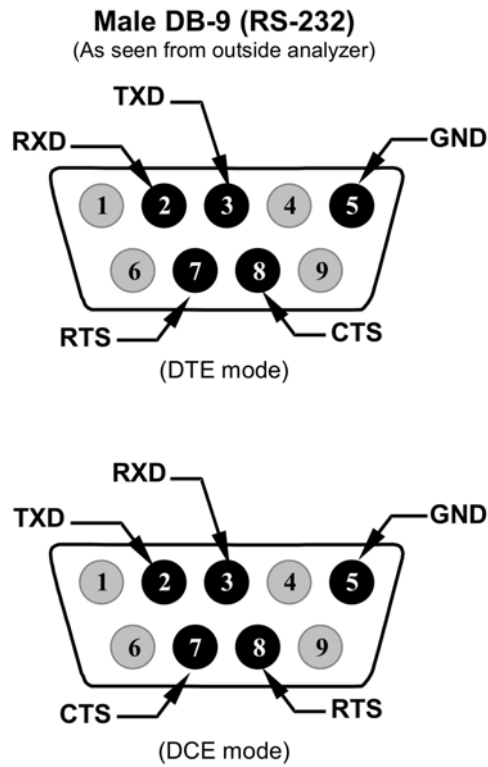 Male DB-9 (RS-232)
(As seen from outside analyzer)
TXD
RXD
GND
1 2 3 4 5
6 7 8 9
RTS
CTS
(DTE mode)
RXD
TXD
GND
1 2 3 4 5
6 7 8 9
CTS
RTS
(DCE mode)